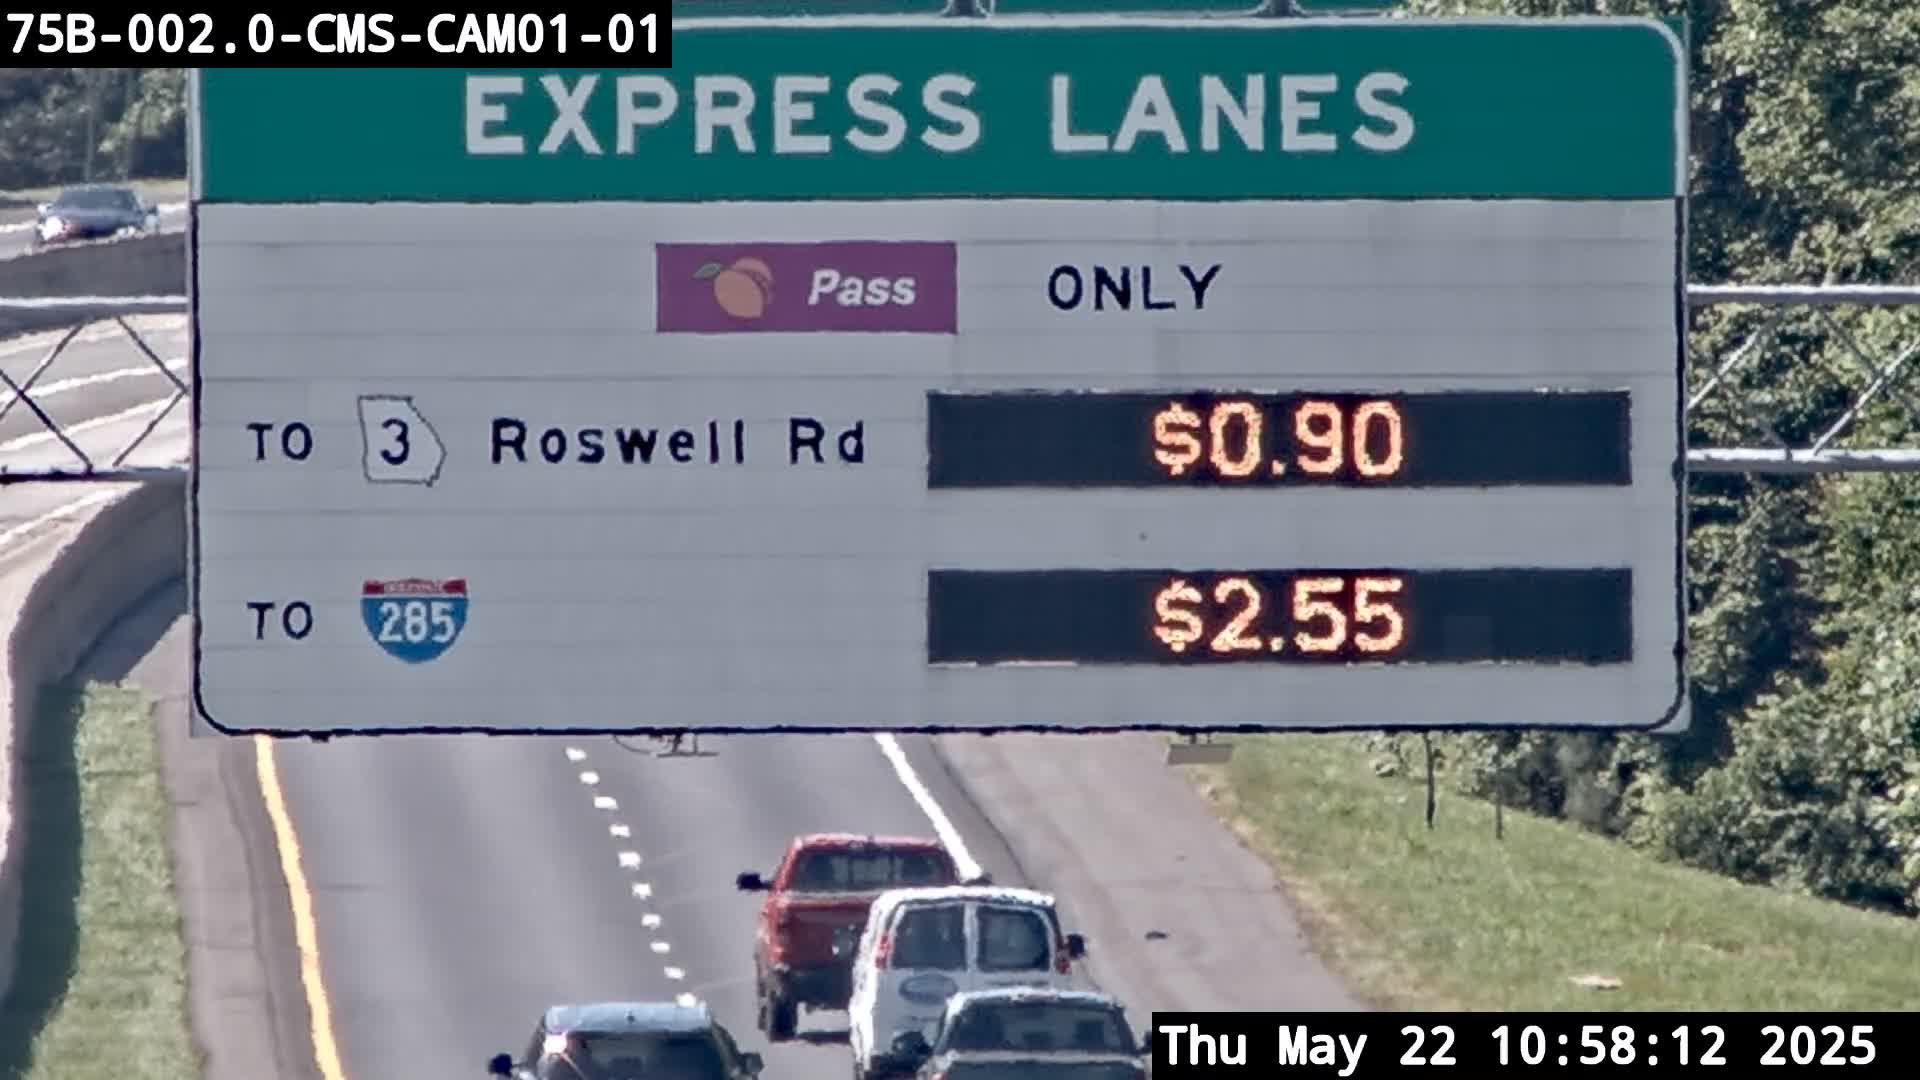 75B-002.0-CMS-CAM01-01
EXPRESS LANES
Pass ONLY
TO 3 Roswell Rd $0.90
TO 285 $2.55
Thu May 22 10:58:12 2025